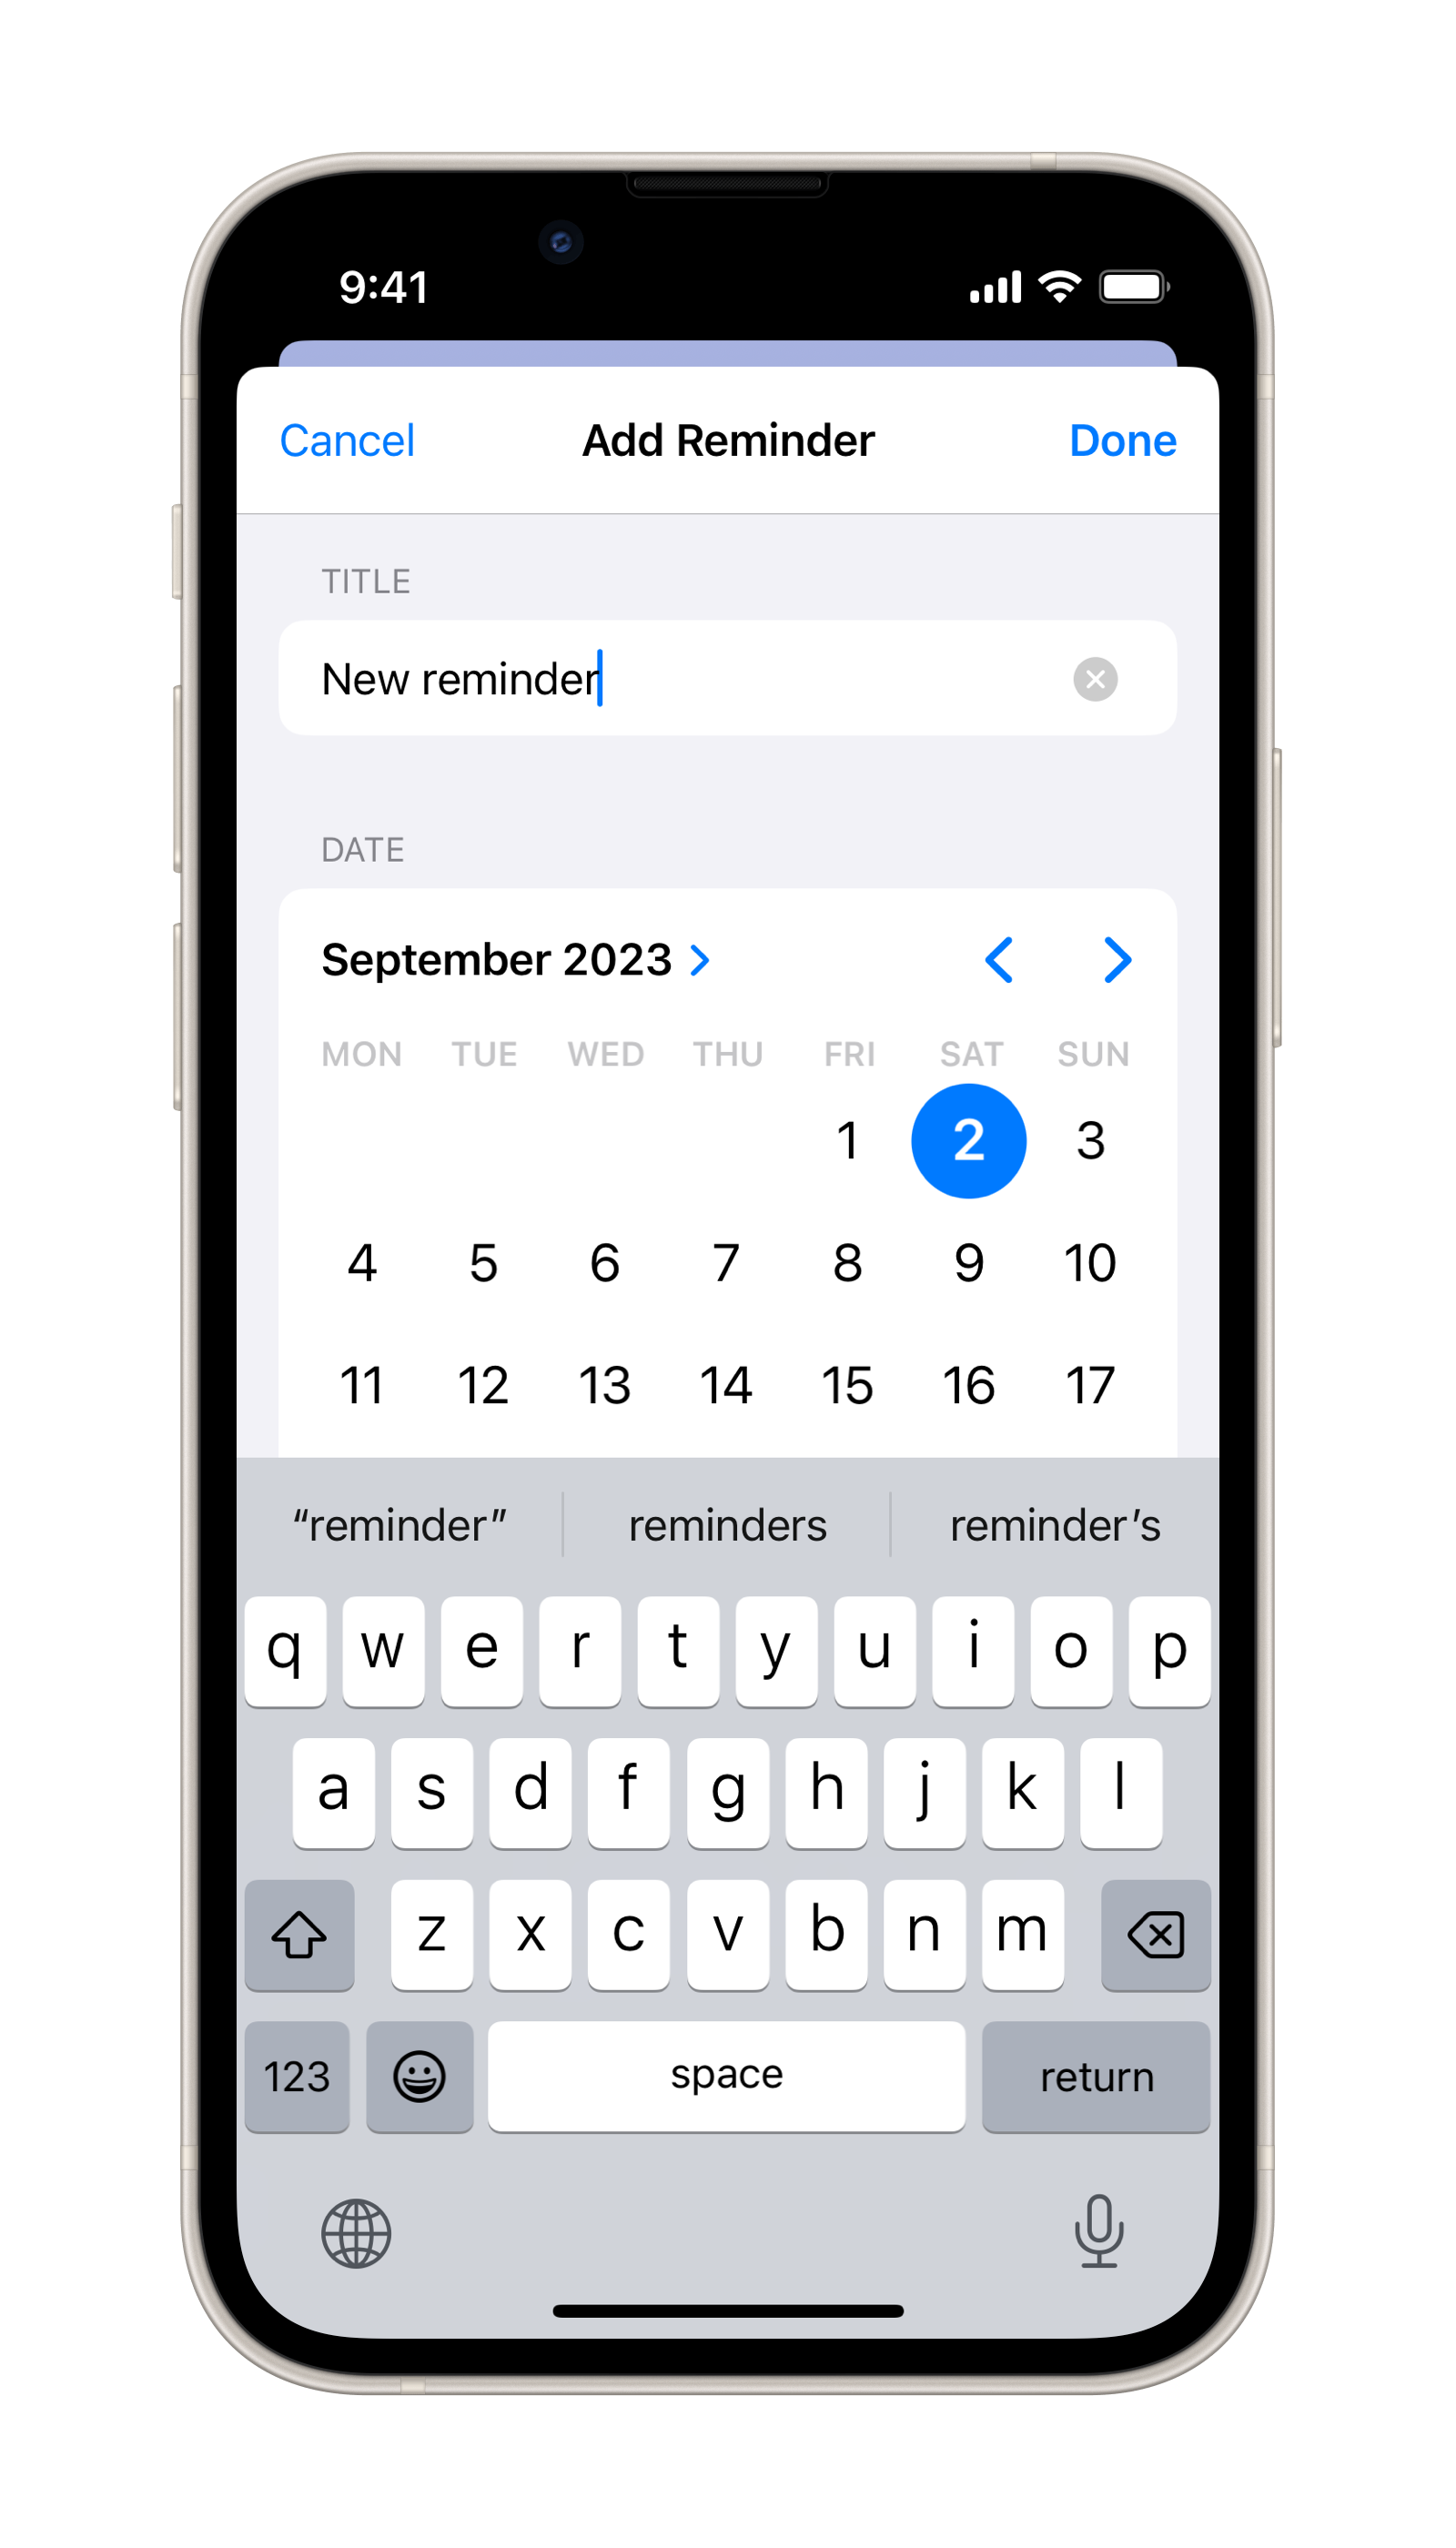 9:41
Cancel Add Reminder Done
TITLE
New reminder
DATE
September 2023
MON TUE WED THU FRI SAT SUN
1 2 3
4 5 6 7 8 9 10
11 12 13 14 15 16 17
“reminder” reminders reminder’s
q w e r t y u i o p
a s d f g h j k l
z x c v b n m
123 space return